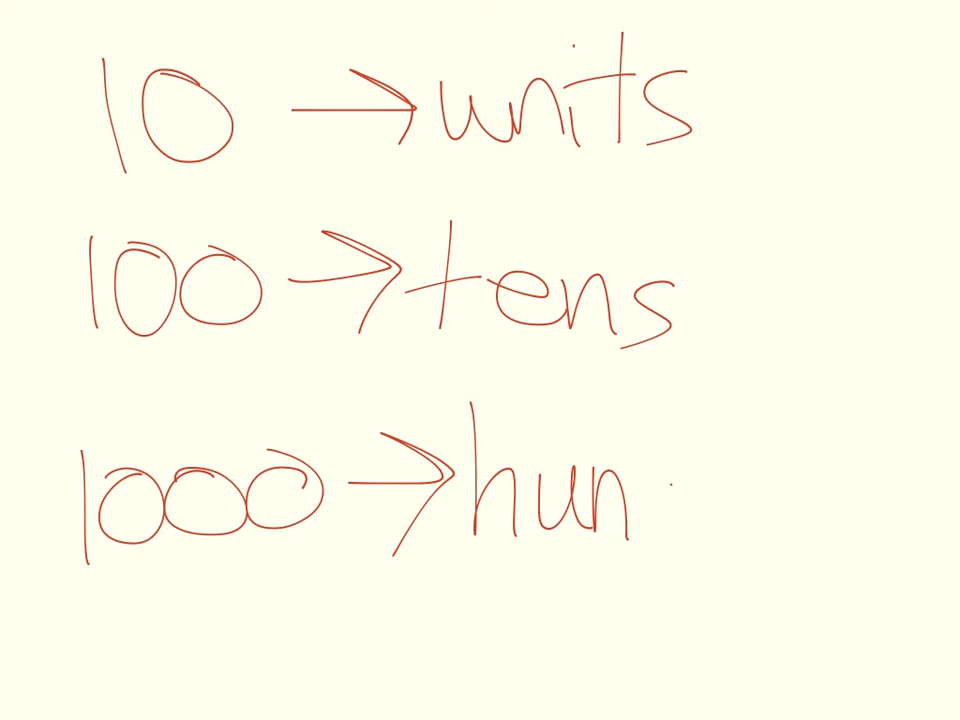 10 → units
100 → tens
1000 → hun